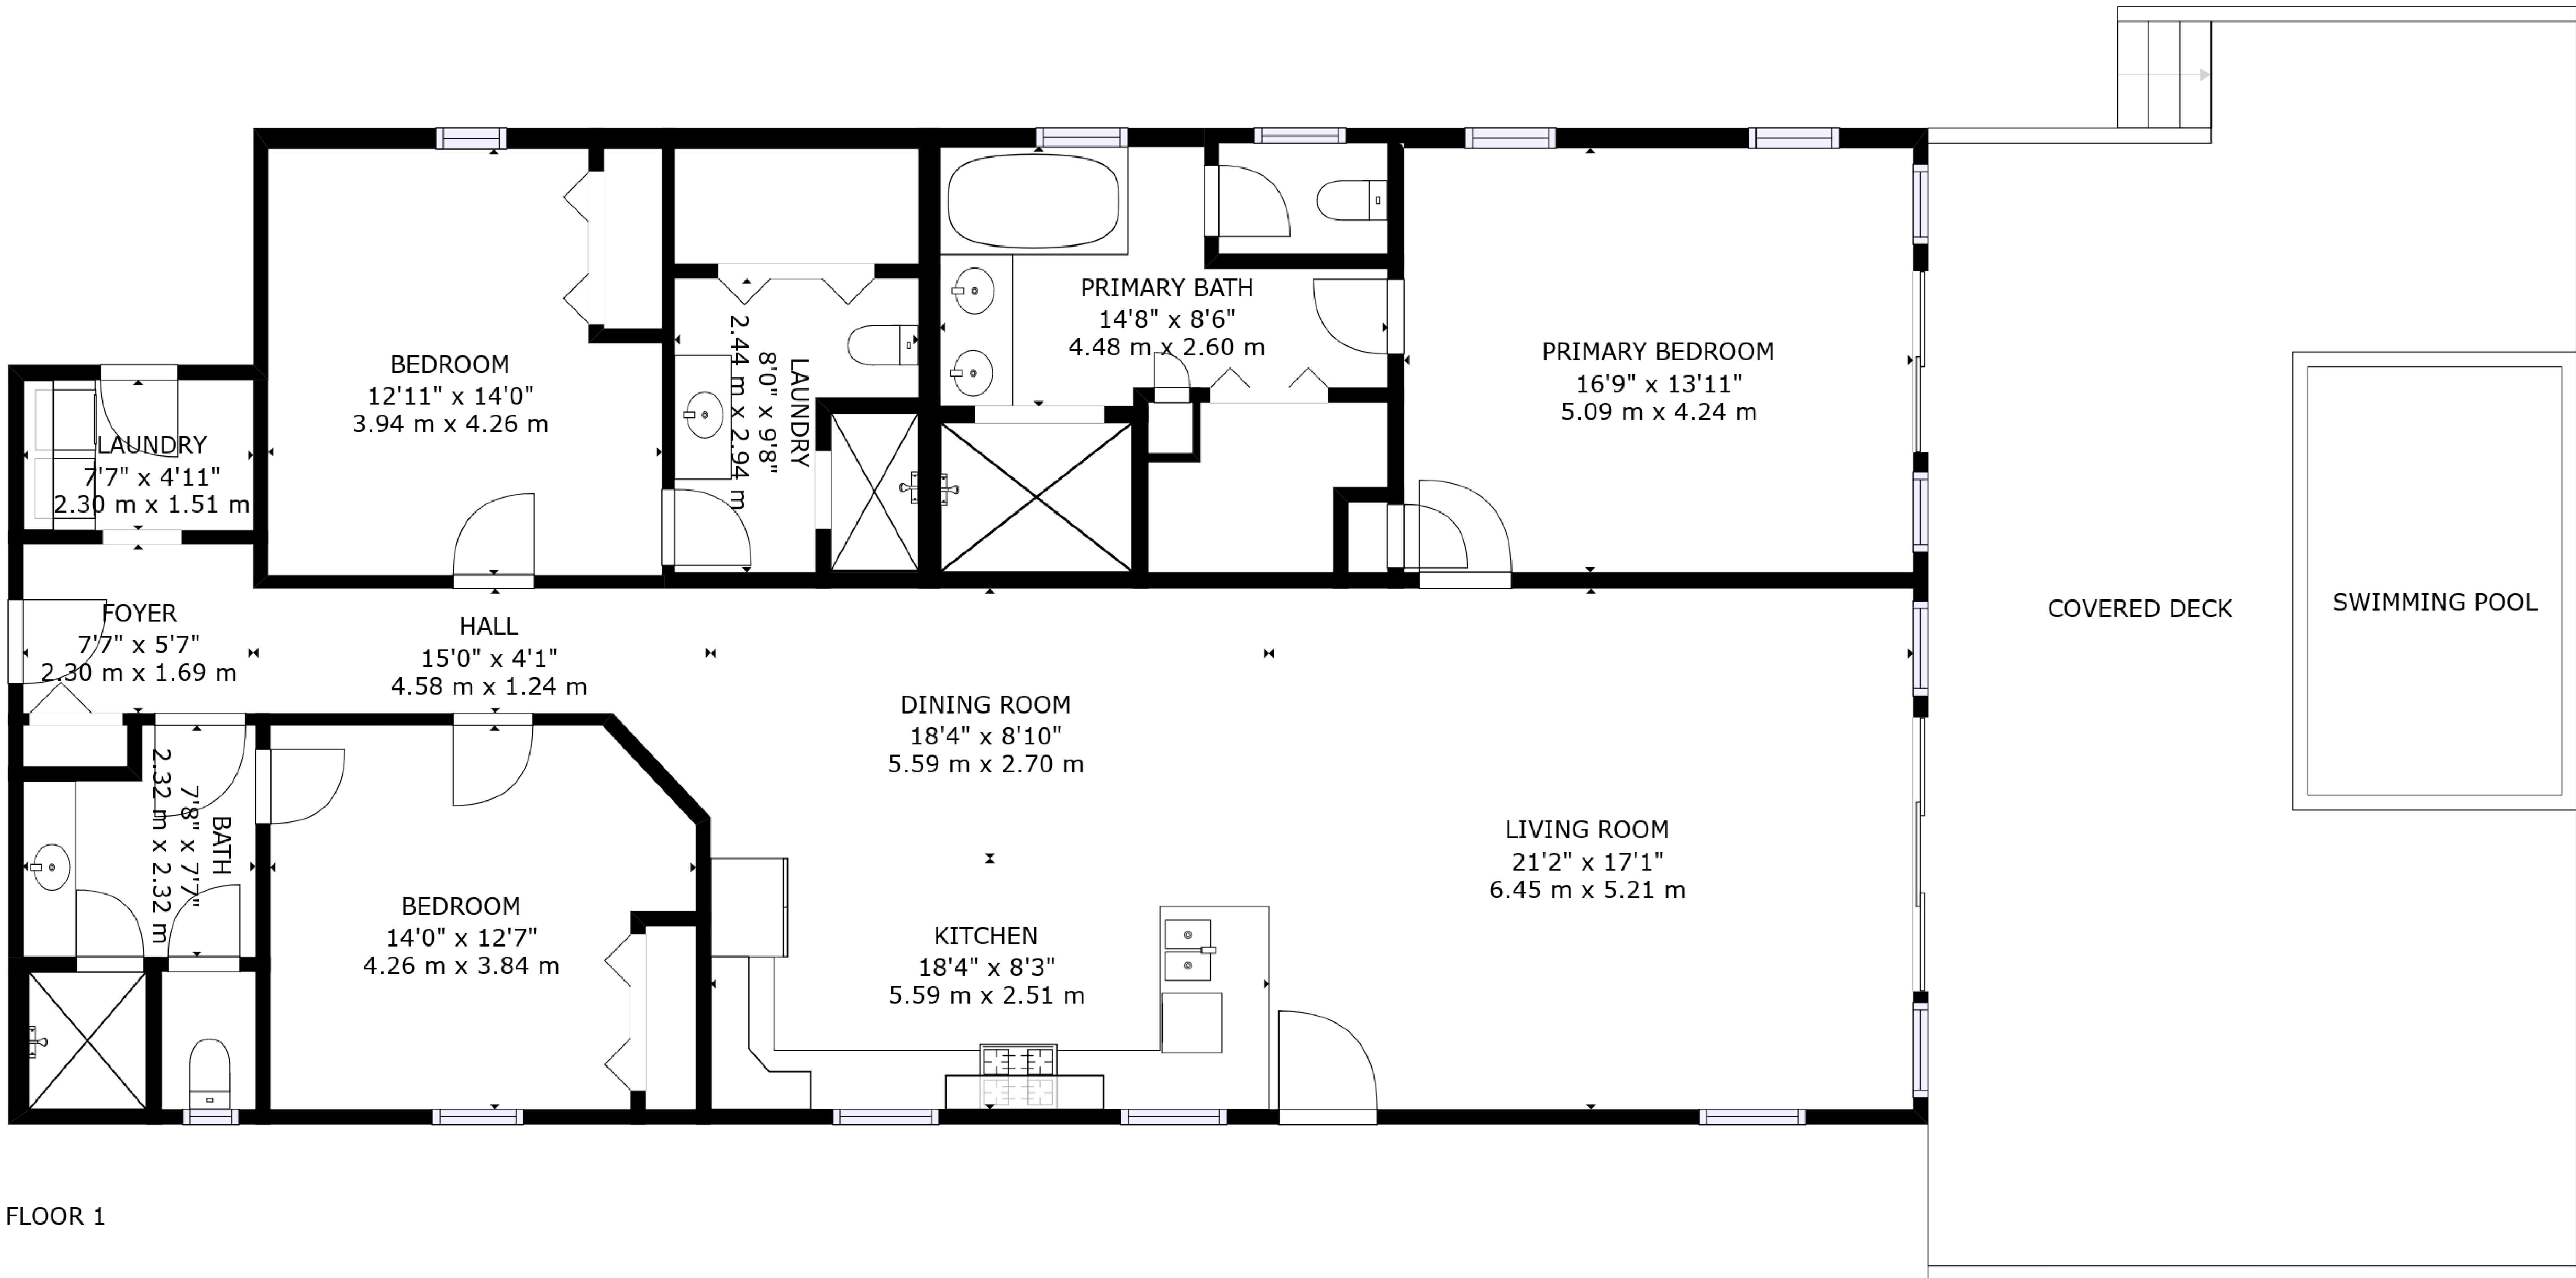 BEDROOM
12'11" x 14'0"
3.94 m x 4.26 m
LAUNDRY
7'7" x 4'11"
2.30 m x 1.51 m
LAUNDRY
8'0" x 9'8"
2.44 m x 2.94 m
PRIMARY BATH
14'8" x 8'6"
4.48 m x 2.60 m
PRIMARY BEDROOM
16'9" x 13'11"
5.09 m x 4.24 m
COVERED DECK
SWIMMING POOL
FOYER
7'7" x 5'7"
2.30 m x 1.69 m
HALL
15'0" x 4'1"
4.58 m x 1.24 m
DINING ROOM
18'4" x 8'10"
5.59 m x 2.70 m
LIVING ROOM
21'2" x 17'1"
6.45 m x 5.21 m
BATH
7'8" x 7'7"
2.32 m x 2.32 m
BEDROOM
14'0" x 12'7"
4.26 m x 3.84 m
KITCHEN
18'4" x 8'3"
5.59 m x 2.51 m
FLOOR 1